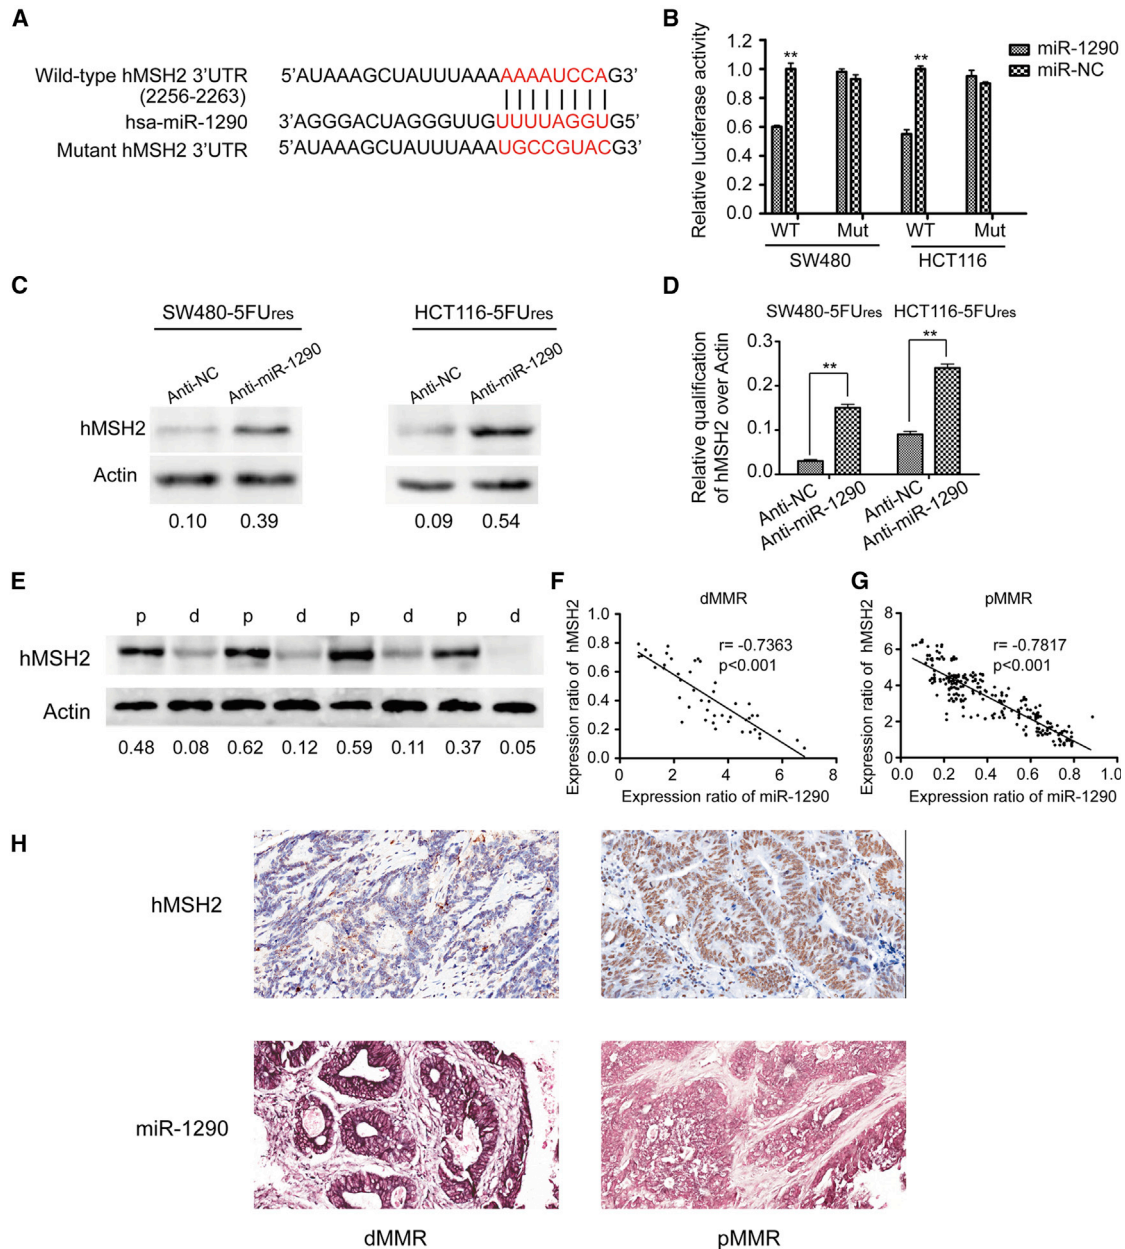 A
Wild-type hMSH2 3’UTR 5’AUAAAGCUAUUUAAAAAAAUCCAG3’
(2256-2263)
hsa-miR-1290 3’AGGGACUAGGGUUGUUUUUAGGUG5’
Mutant hMSH2 3’UTR 5’AUAAAGCUAUUUAAAUGCCGUACG3’
B
Relative luciferase activity
1.2
1.0
0.8
0.6
0.4
0.2
0.0
** **
miR-1290
miR-NC
WT Mut WT Mut
SW480 HCT116
C
SW480-5FUres HCT116-5FUres
Anti-NC Anti-miR-1290 Anti-NC Anti-miR-1290
hMSH2
Actin
0.10 0.39 0.09 0.54
D
SW480-5FUres HCT116-5FUres
Relative qualification
of hMSH2 over Actin
0.3
0.2
0.1
0.0
** **
Anti-NC Anti-miR-1290 Anti-NC Anti-miR-1290
E
p d p d p d p d
hMSH2
Actin
0.48 0.08 0.62 0.12 0.59 0.11 0.37 0.05
F
dMMR
Expression ratio of hMSH2
1.0
0.8
0.6
0.4
0.2
0.0
r= -0.7363
p<0.001
0 2 4 6 8
Expression ratio of miR-1290
G
pMMR
Expression ratio of hMSH2
8
6
4
2
0
r= -0.7817
p<0.001
0.0 0.2 0.4 0.6 0.8 1.0
Expression ratio of miR-1290
H
hMSH2
miR-1290
dMMR pMMR